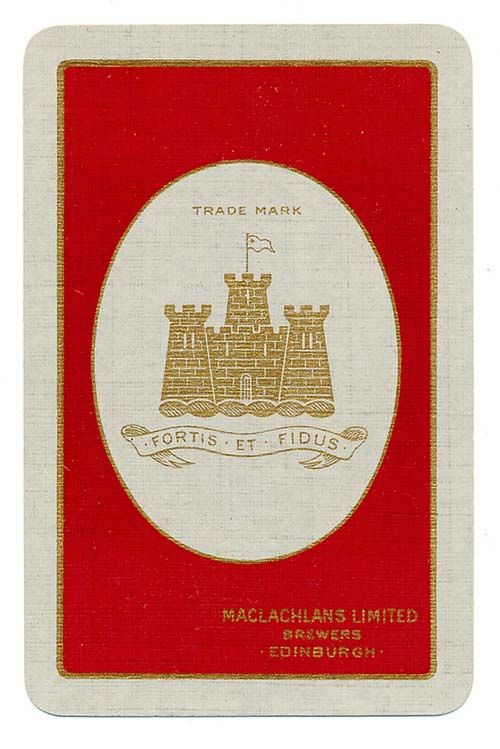 TRADE MARK
· FORTIS · ET · FIDUS ·
MACLACHLANS LIMITED
BREWERS
· EDINBURGH ·